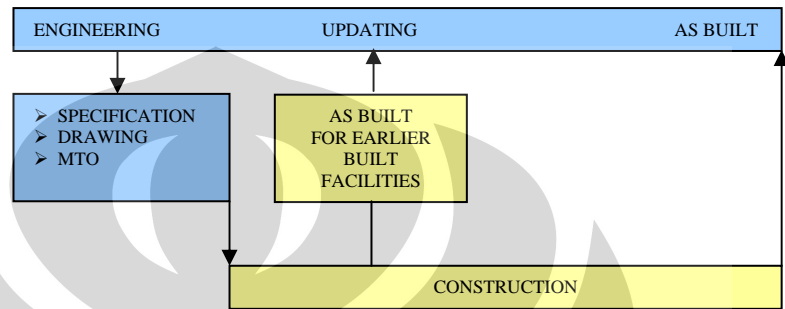 ENGINEERING UPDATING AS BUILT
➢ SPECIFICATION
➢ DRAWING
➢ MTO
AS BUILT
FOR EARLIER
BUILT
FACILITIES
CONSTRUCTION